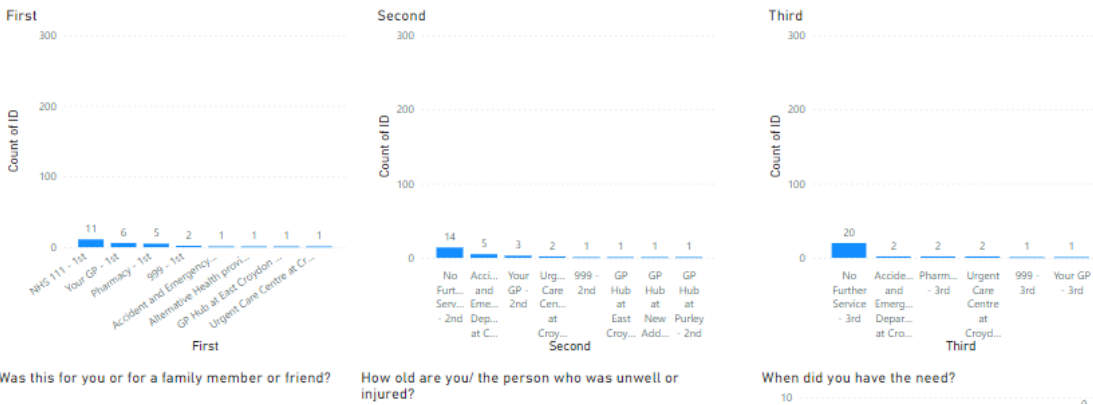 First
300
200
100
0
Count of ID
11
6
5
2
1
1
1
1
NHS 111 - 1st
Your GP - 1st
Pharmacy - 1st
999 - 1st
Accident and Emergency...
Alternative Health provi...
GP Hub at East Croydon ...
Urgent Care Centre at Cr...
First
Second
300
200
100
0
Count of ID
14
5
3
2
1
1
1
1
No
Furt...
Serv...
- 2nd
Acci...
and
Eme...
Dep...
at C...
Your
GP -
2nd
Urg...
Care
Cen...
at
Croy...
999 -
2nd
GP
Hub
at
East
Croy...
GP
Hub
at
New
Add...
GP
Hub
at
Purley
- 2nd
Second
Third
300
200
100
0
Count of ID
20
2
2
2
1
1
No
Further
Service
- 3rd
Accide...
and
Emerg...
Depar...
at Cro...
Pharm...
- 3rd
Urgent
Care
Centre
at
Croyd...
999 -
3rd
Your GP
- 3rd
Third
Was this for you or for a family member or friend?
How old are you/ the person who was unwell or
injured?
When did you have the need?
10